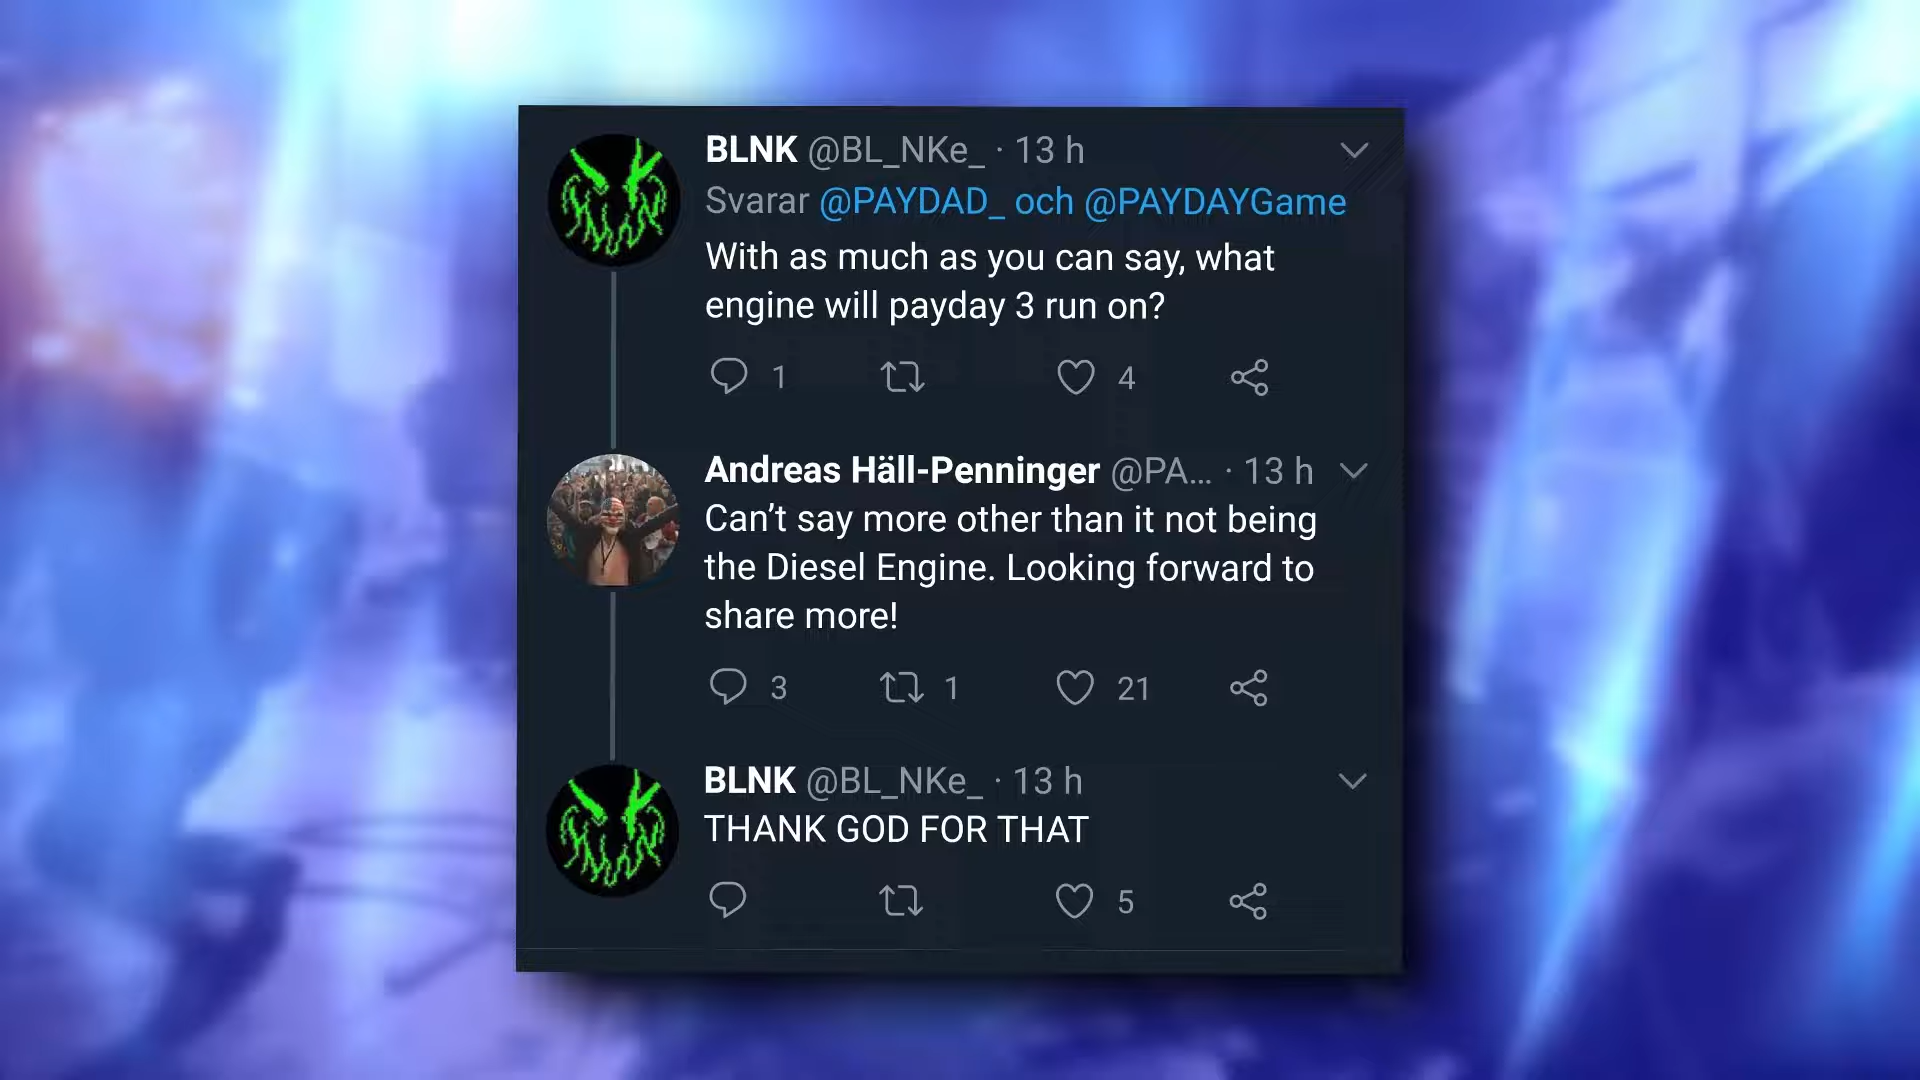 BLNK @BL_NKe_ · 13 h
Svarar @PAYDAD_ och @PAYDAYGame
With as much as you can say, what
engine will payday 3 run on?
1 4
Andreas Häll-Penninger @PA... · 13 h
Can't say more other than it not being
the Diesel Engine. Looking forward to
share more!
3 1 21
BLNK @BL_NKe_ · 13 h
THANK GOD FOR THAT
5